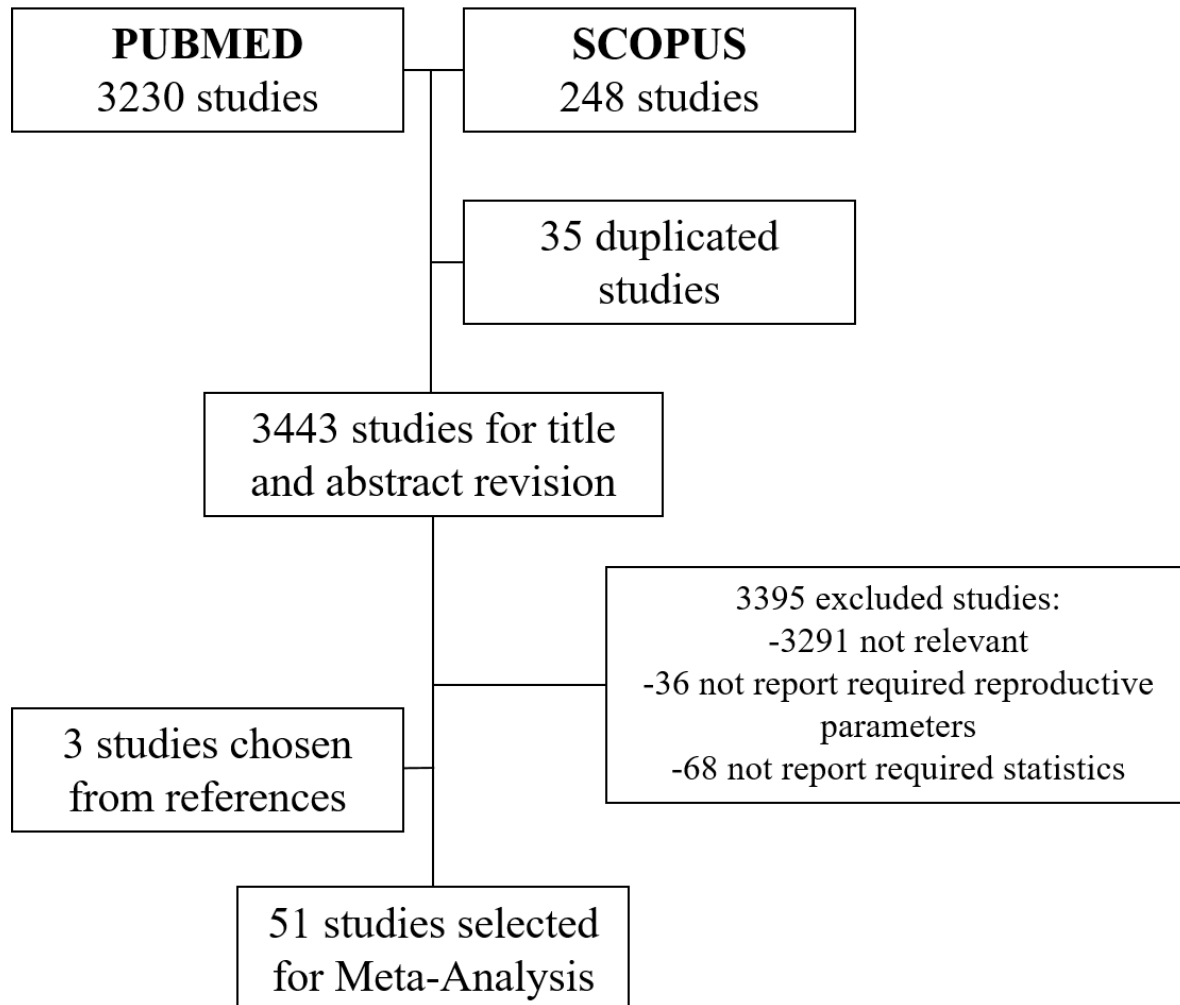 PUBMED
3230 studies
SCOPUS
248 studies
35 duplicated
studies
3443 studies for title
and abstract revision
3395 excluded studies:
-3291 not relevant
-36 not report required reproductive
parameters
-68 not report required statistics
3 studies chosen
from references
51 studies selected
for Meta-Analysis